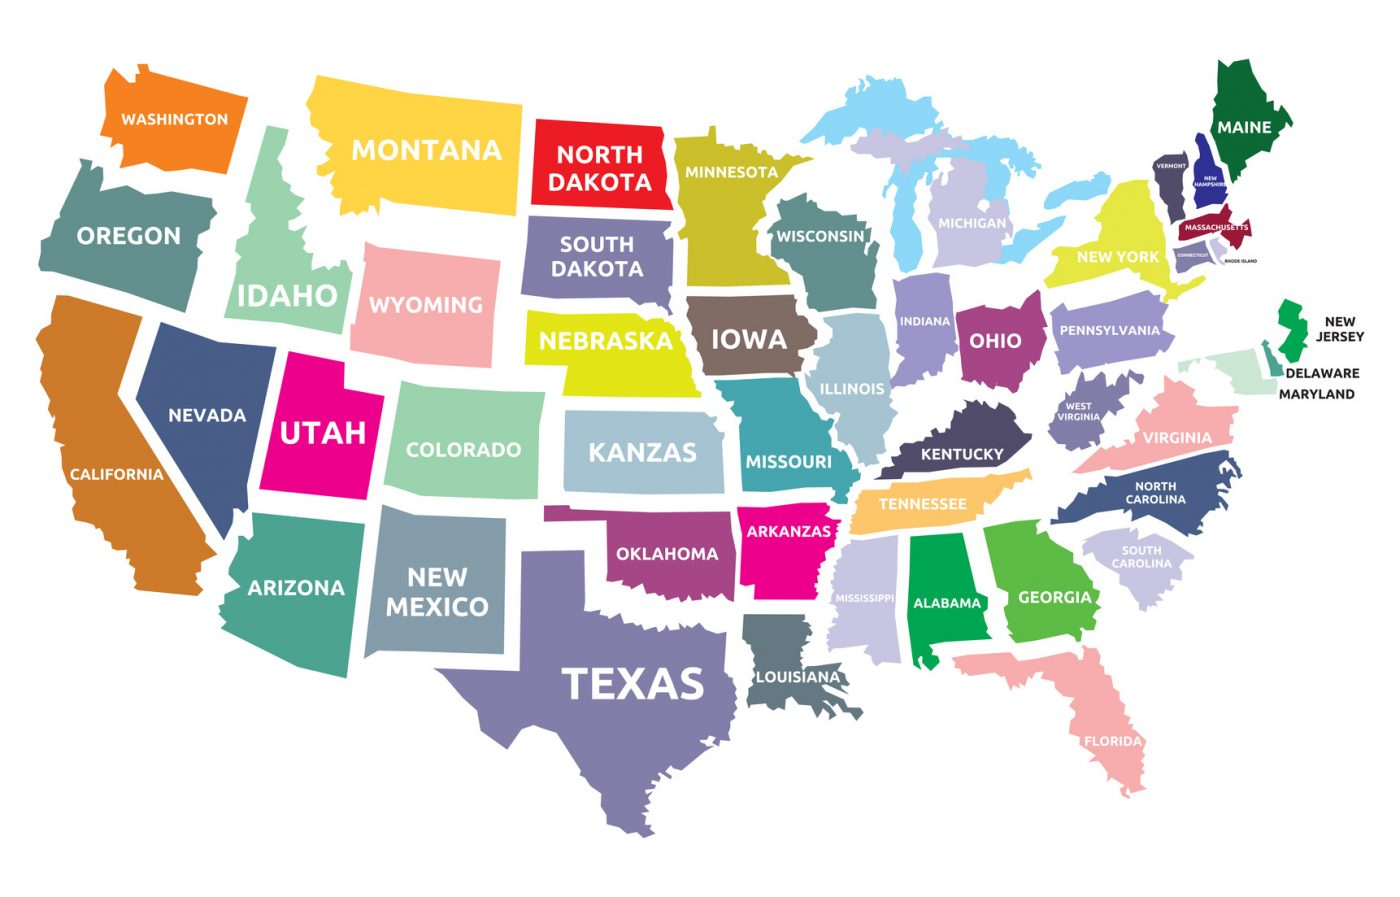 WASHINGTON
MONTANA
NORTH
DAKOTA
MINNESOTA
MAINE
VERMONT
NEW
HAMPSHIRE
OREGON
IDAHO
WYOMING
SOUTH
DAKOTA
WISCONSIN
MICHIGAN
NEW YORK
MASSACHUSETTS
CONNECTICUT
RHODE ISLAND
NEBRASKA
IOWA
ILLINOIS
INDIANA
OHIO
PENNSYLVANIA
NEW
JERSEY
DELAWARE
MARYLAND
CALIFORNIA
NEVADA
UTAH
COLORADO
KANZAS
MISSOURI
KENTUCKY
WEST
VIRGINIA
VIRGINIA
ARIZONA
NEW
MEXICO
OKLAHOMA
ARKANZAS
TENNESSEE
NORTH
CAROLINA
SOUTH
CAROLINA
TEXAS
LOUISIANA
MISSISSIPPI
ALABAMA
GEORGIA
FLORIDA